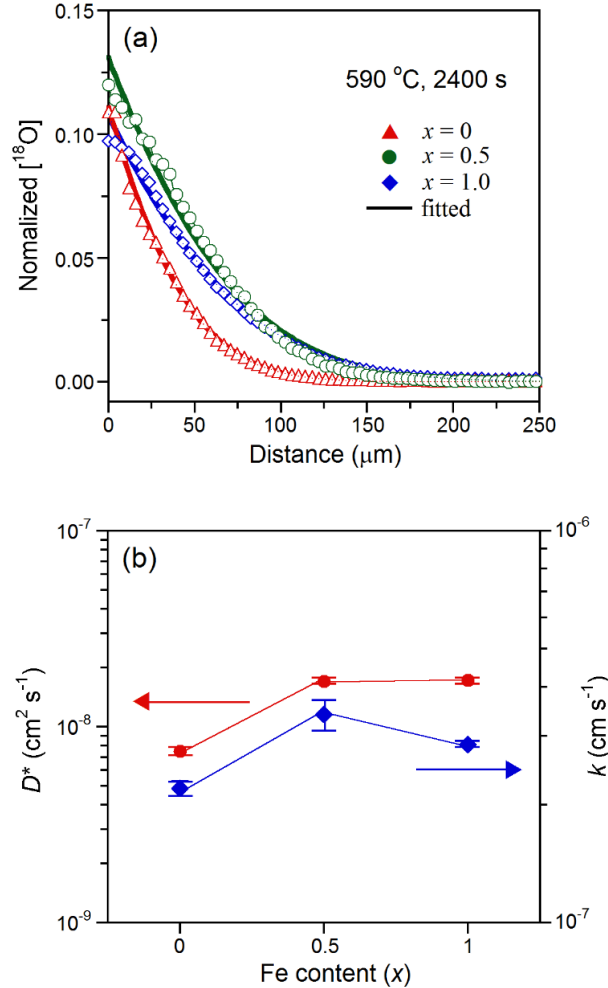 (a)
590 °C, 2400 s
x = 0
x = 0.5
x = 1.0
fitted
0.15
0.10
0.05
0.00
Nomalized [¹⁸O]
0 50 100 150 200 250
Distance (μm)
(b)
10⁻⁷
10⁻⁸
10⁻⁹
D* (cm² s⁻¹)
10⁻⁶
10⁻⁷
k (cm s⁻¹)
0 0.5 1
Fe content (x)